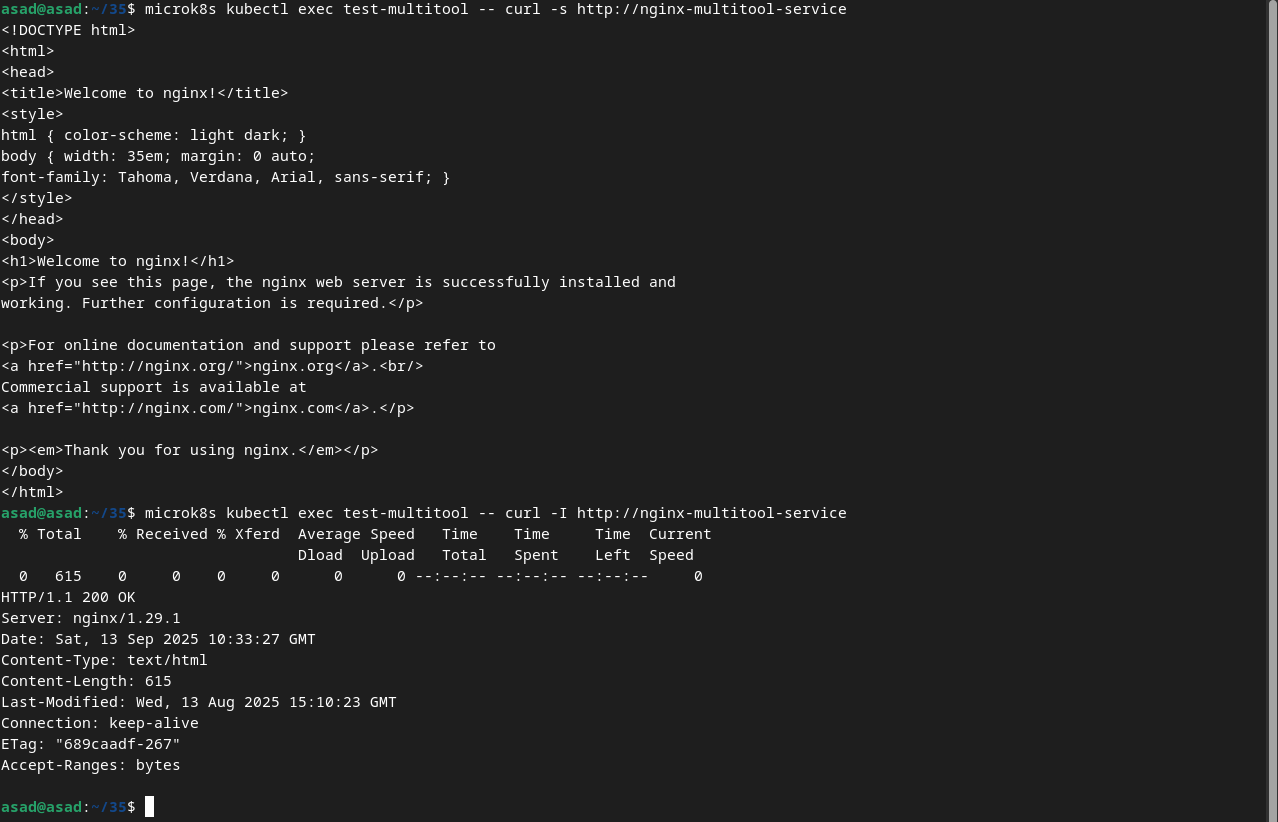 asad@asad:~/35$ microk8s kubectl exec test-multitool -- curl -s http://nginx-multitool-service
<!DOCTYPE html>
<html>
<head>
<title>Welcome to nginx!</title>
<style>
html { color-scheme: light dark; }
body { width: 35em; margin: 0 auto;
font-family: Tahoma, Verdana, Arial, sans-serif; }
</style>
</head>
<body>
<h1>Welcome to nginx!</h1>
<p>If you see this page, the nginx web server is successfully installed and
working. Further configuration is required.</p>

<p>For online documentation and support please refer to
<a href="http://nginx.org/">nginx.org</a>.<br/>
Commercial support is available at
<a href="http://nginx.com/">nginx.com</a>.</p>

<p><em>Thank you for using nginx.</em></p>
</body>
</html>
asad@asad:~/35$ microk8s kubectl exec test-multitool -- curl -I http://nginx-multitool-service
  % Total    % Received % Xferd  Average Speed   Time    Time     Time  Current
                                 Dload  Upload   Total   Spent    Left  Speed
  0   615    0     0    0     0      0      0 --:--:-- --:--:-- --:--:--     0
HTTP/1.1 200 OK
Server: nginx/1.29.1
Date: Sat, 13 Sep 2025 10:33:27 GMT
Content-Type: text/html
Content-Length: 615
Last-Modified: Wed, 13 Aug 2025 15:10:23 GMT
Connection: keep-alive
ETag: "689caadf-267"
Accept-Ranges: bytes

asad@asad:~/35$